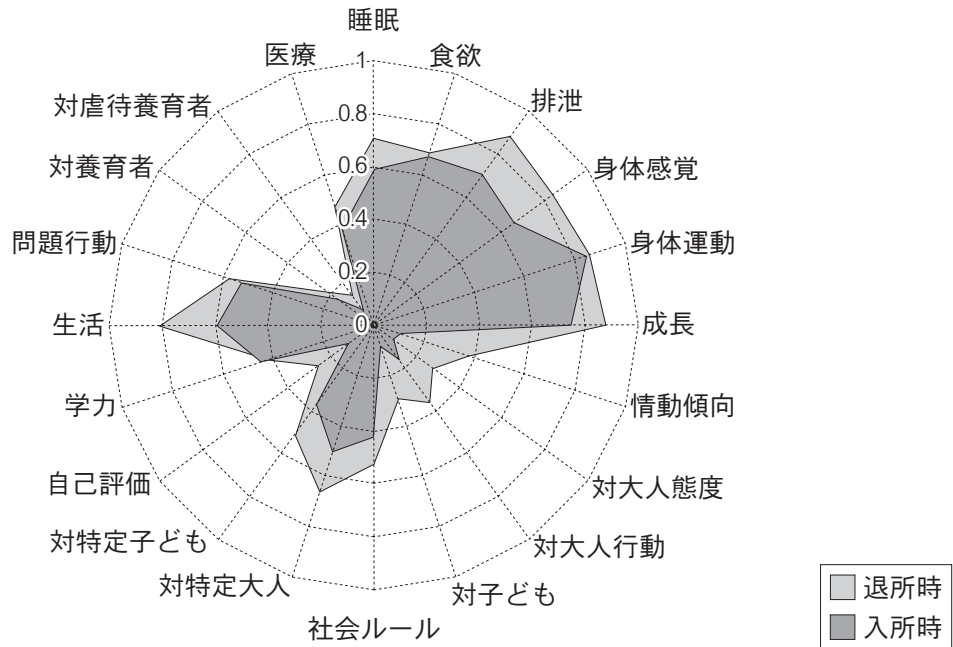 睡眠
食欲
排泄
身体感覚
身体運動
成長
情動傾向
対大人態度
対大人行動
対子ども
社会ルール
対特定大人
対特定子ども
自己評価
学力
生活
問題行動
対養育者
対虐待養育者
医療
1
0.8
0.6
0.4
0.2
0
退所時
入所時